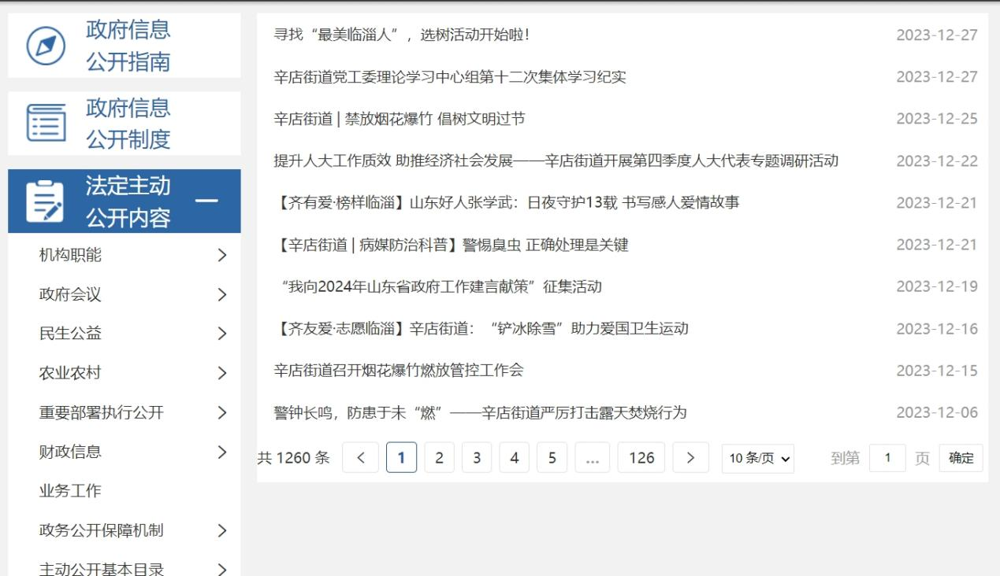 政府信息
公开指南
政府信息
公开制度
法定主动
公开内容
机构职能
政府会议
民生公益
农业农村
重要部署执行公开
财政信息
业务工作
政务公开保障机制
主动公开基本目录
寻找“最美临淄人”，选树活动开始啦！ 2023-12-27
辛店街道党工委理论学习中心组第十二次集体学习纪实 2023-12-27
辛店街道 | 禁放烟花爆竹 倡树文明过节 2023-12-25
提升人大工作质效 助推经济社会发展——辛店街道开展第四季度人大代表专题调研活动 2023-12-22
【齐有爱·榜样临淄】山东好人张学武：日夜守护13载 书写感人爱情故事 2023-12-21
【辛店街道 | 病媒防治科普】警惕臭虫 正确处理是关键 2023-12-21
“我向2024年山东省政府工作建言献策”征集活动 2023-12-19
【齐友爱·志愿临淄】辛店街道：“铲冰除雪”助力爱国卫生运动 2023-12-16
辛店街道召开烟花爆竹燃放管控工作会 2023-12-15
警钟长鸣，防患于未“燃”——辛店街道严厉打击露天焚烧行为 2023-12-06
共 1260 条 < 1 2 3 4 5 ... 126 > 10 条/页 到第 1 页 确定